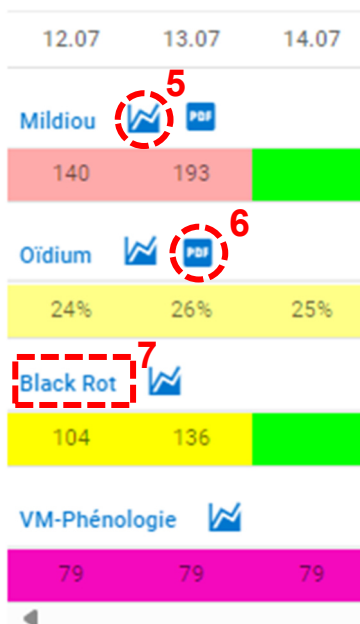 12.07 13.07 14.07
5
Mildiou PDF
140 193
6
Oïdium PDF
24% 26% 25%
7
Black Rot
104 136
VM-Phénologie
79 79 79